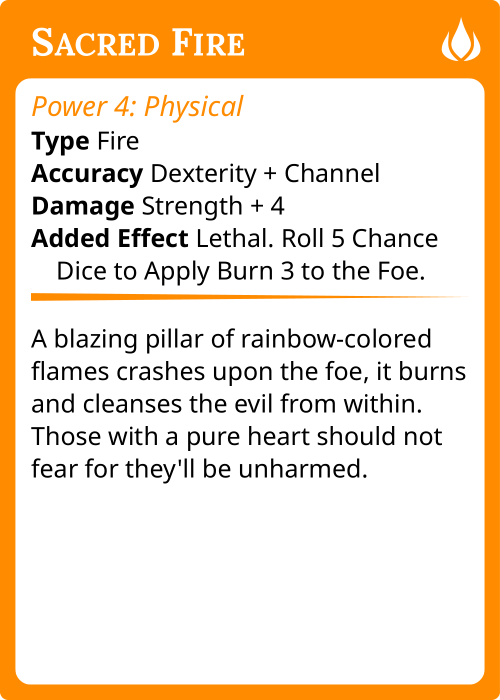 Sacred Fire
Power 4: Physical
Type Fire
Accuracy Dexterity + Channel
Damage Strength + 4
Added Effect Lethal. Roll 5 Chance
Dice to Apply Burn 3 to the Foe.
A blazing pillar of rainbow-colored
flames crashes upon the foe, it burns
and cleanses the evil from within.
Those with a pure heart should not
fear for they'll be unharmed.